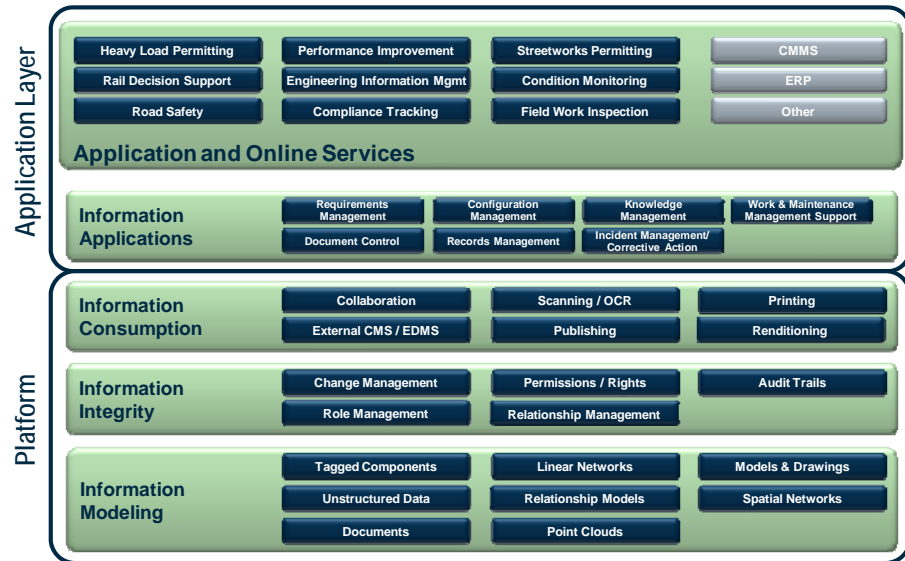 Application Layer
Heavy Load Permitting
Performance Improvement
Streetworks Permitting
CMMS
Rail Decision Support
Engineering Information Mgmt
Condition Monitoring
ERP
Road Safety
Compliance Tracking
Field Work Inspection
Other
Application and Online Services
Information
Applications
Requirements
Management
Configuration
Management
Knowledge
Management
Work & Maintenance
Management Support
Document Control
Records Management
Incident Management/
Corrective Action
Platform
Information
Consumption
Collaboration
Scanning / OCR
Printing
External CMS / EDMS
Publishing
Renditioning
Information
Integrity
Change Management
Permissions / Rights
Audit Trails
Role Management
Relationship Management
Information
Modeling
Tagged Components
Linear Networks
Models & Drawings
Unstructured Data
Relationship Models
Spatial Networks
Documents
Point Clouds